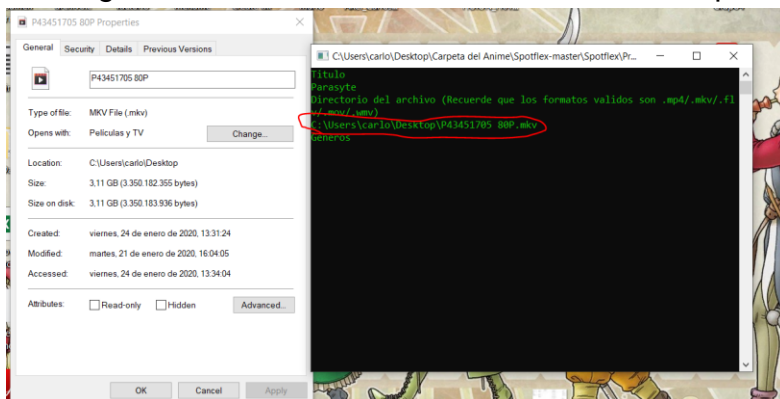 P43451705 80P Properties
General Security Details Previous Versions
P43451705 80P
Type of file: MKV File (.mkv)
Opens with: Películas y TV Change...
Location: C:\Users\carlo\Desktop
Size: 3,11 GB (3.350.182.355 bytes)
Size on disk: 3,11 GB (3.350.183.936 bytes)
Created: viernes, 24 de enero de 2020, 13:31:24
Modified: martes, 21 de enero de 2020, 16:04:05
Accessed: viernes, 24 de enero de 2020, 13:34:04
Attributes: Read-only Hidden Advanced...
OK Cancel Apply
C:\Users\carlo\Desktop\Carpeta del Anime\Spotflex-master\Spotflex\Pr...
Titulo
Parasyte
Directorio del archivo (Recuerde que los formatos validos son .mp4/.mkv/.fl
v/.mov/.wmv)
C:\Users\carlo\Desktop\P43451705 80P.mkv
Generos